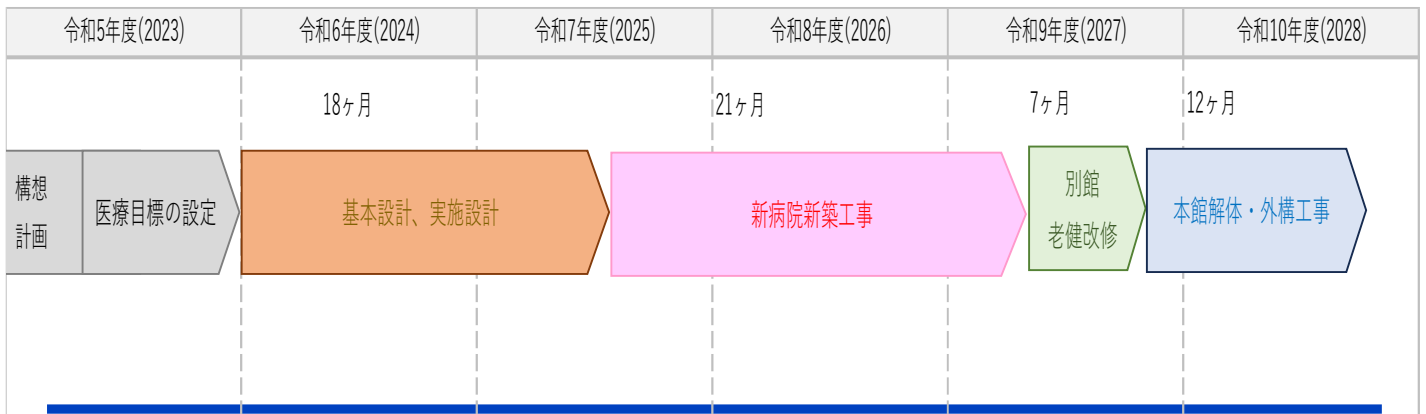 令和5年度(2023)
令和6年度(2024)
令和7年度(2025)
令和8年度(2026)
令和9年度(2027)
令和10年度(2028)
18ヶ月
21ヶ月
7ヶ月
12ヶ月
構想
計画
医療目標の設定
基本設計、実施設計
新病院新築工事
別館
老健改修
本館解体・外構工事